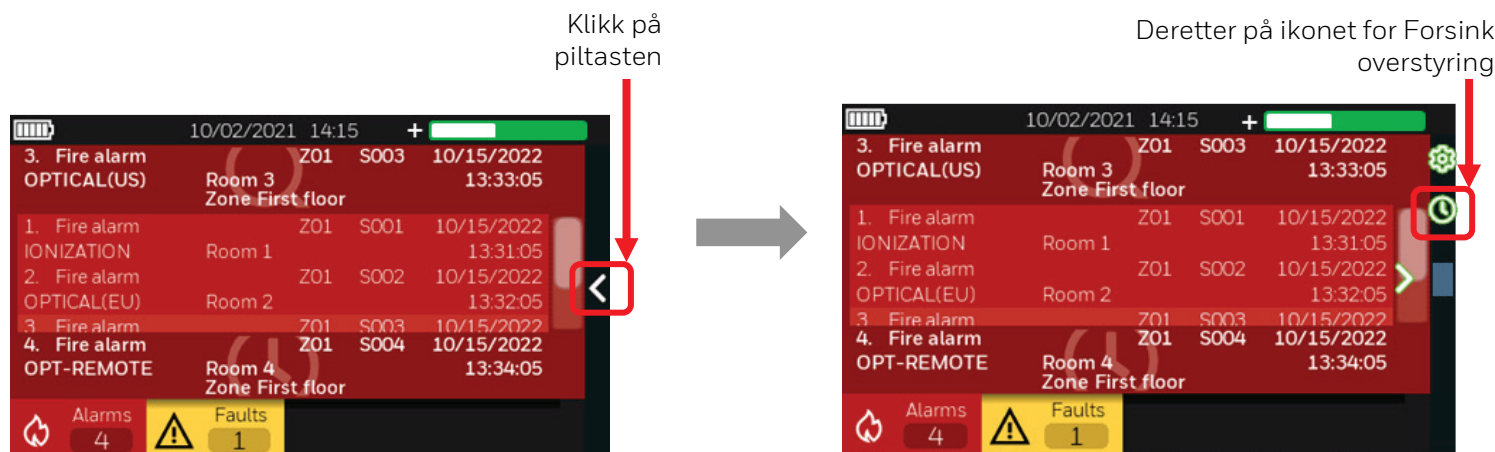 Klikk på
piltasten
10/02/2021 14:15 +
3. Fire alarm Z01 S003 10/15/2022
OPTICAL(US) Room 3 13:33:05
Zone First floor
1. Fire alarm Z01 S001 10/15/2022
IONIZATION Room 1 13:31:05
2. Fire alarm Z01 S002 10/15/2022
OPTICAL(EU) Room 2 13:32:05
3 Fire alarm Z01 S003 10/15/2022
4. Fire alarm Z01 S004 10/15/2022
OPT-REMOTE Room 4 13:34:05
Zone First floor
Alarms Faults
4 1
Deretter på ikonet for Forsink
overstyring
10/02/2021 14:15 +
3. Fire alarm Z01 S003 10/15/2022
OPTICAL(US) Room 3 13:33:05
Zone First floor
1. Fire alarm Z01 S001 10/15/2022
IONIZATION Room 1 13:31:05
2. Fire alarm Z01 S002 10/15/2022
OPTICAL(EU) Room 2 13:32:05
3 Fire alarm Z01 S003 10/15/2022
4. Fire alarm Z01 S004 10/15/2022
OPT-REMOTE Room 4 13:34:05
Zone First floor
Alarms Faults
4 1